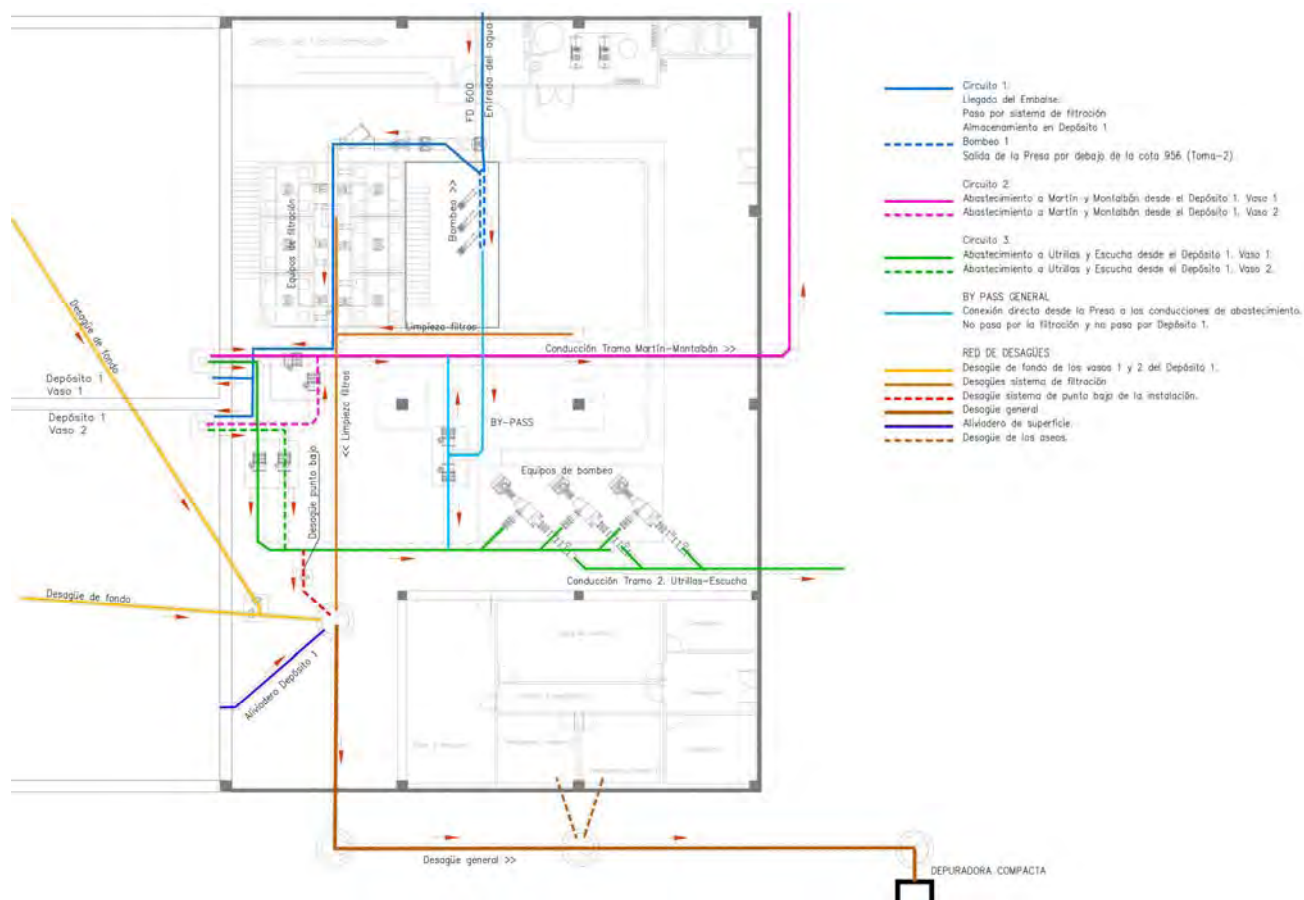 FD 600
Entrada del agua
Equipos de filtración
Bombeo >>
Limpieza filtros
Desagüe de fondo
Conducción Tramo Martín-Montalbán >>
Depósito 1
Vaso 1
Depósito 1
Vaso 2
<< Limpieza filtros
BY-PASS
Desagüe punto bajo
Equipos de bombeo
Conducción Tramo 2. Utrillas-Escucha
Desagüe de fondo
Aliviadero Depósito 1
Desagüe general >>
DEPURADORA COMPACTA
Circuito 1.
Llegada del Embalse.
Paso por sistema de filtración
Almacenamiento en Depósito 1
Bombeo 1
Salida de la Presa por debajo de la cota 956 (Toma-2)
Circuito 2.
Abastecimiento a Martín y Montalbán desde el Depósito 1. Vaso 1
Abastecimiento a Martín y Montalbán desde el Depósito 1. Vaso 2
Circuito 3.
Abastecimiento a Utrillas y Escucha desde el Depósito 1. Vaso 1.
Abastecimiento a Utrillas y Escucha desde el Depósito 1. Vaso 2.
BY PASS GENERAL
Conexión directa desde la Presa a las conducciones de abastecimiento.
No pasa por la filtración y no pasa por Depósito 1.
RED DE DESAGÜES
Desagüe de fondo de los vasos 1 y 2 del Depósito 1.
Desagües sistema de filtración
Desagüe sistema de punto bajo de la instalación.
Desagüe general
Aliviadero de superficie.
Desagüe de los aseos.